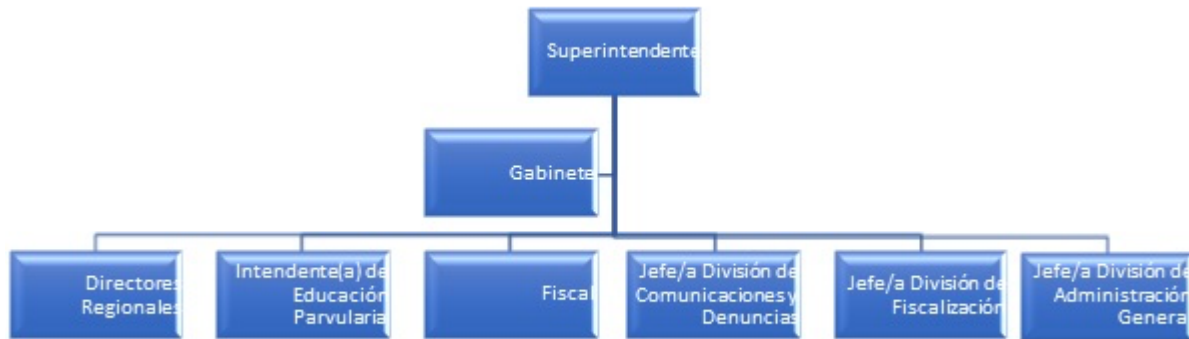 Superintendente
Gabinete
Directores
Regionales
Intendente(a) de
Educación
Parvularia
Fiscal
Jefe/a División de
Comunicaciones y
Denuncias
Jefe/a División de
Fiscalización
Jefe/a División de
Administración
General